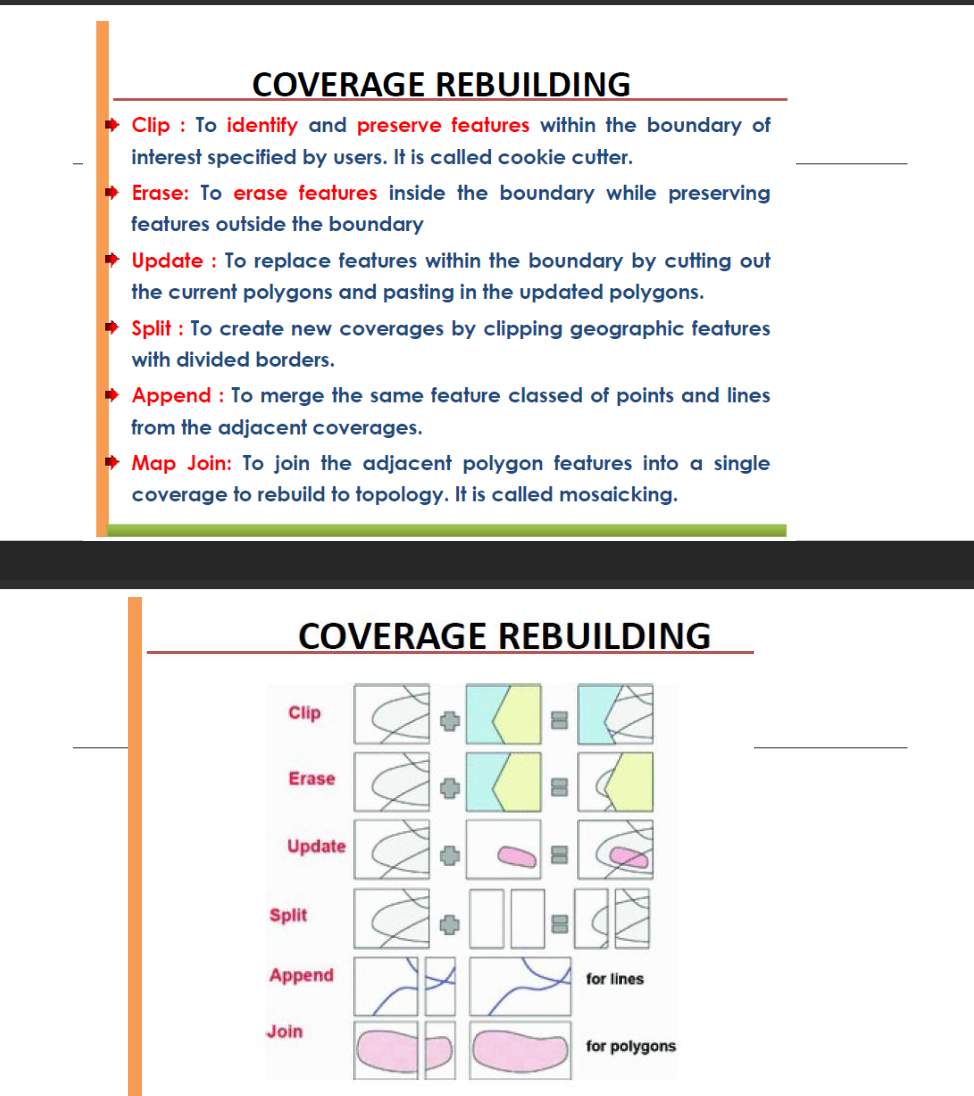 COVERAGE REBUILDING
Clip : To identify and preserve features within the boundary of
interest specified by users. It is called cookie cutter.
Erase: To erase features inside the boundary while preserving
features outside the boundary
Update : To replace features within the boundary by cutting out
the current polygons and pasting in the updated polygons.
Split : To create new coverages by clipping geographic features
with divided borders.
Append : To merge the same feature classed of points and lines
from the adjacent coverages.
Map Join: To join the adjacent polygon features into a single
coverage to rebuild to topology. It is called mosaicking.
COVERAGE REBUILDING
Clip
Erase
Update
Split
Append
for lines
Join
for polygons